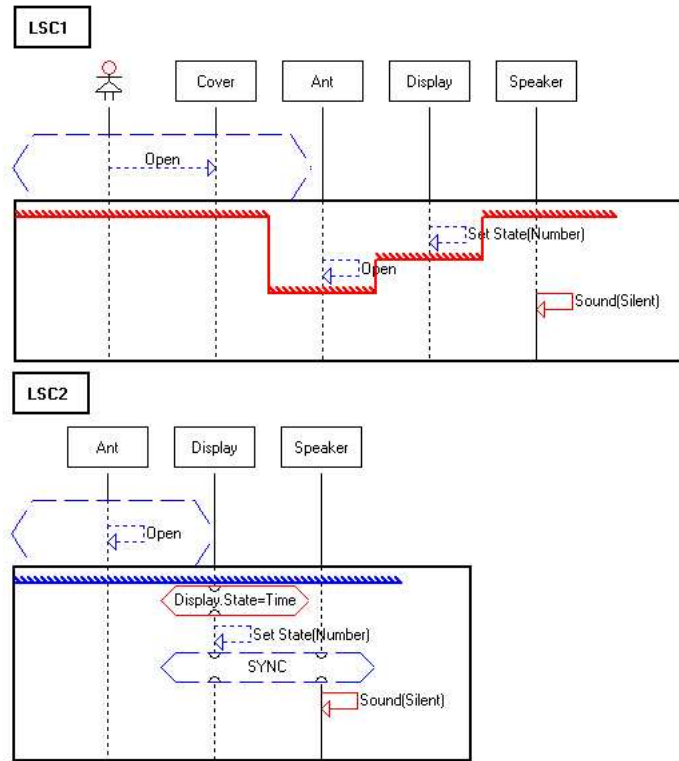 LSC1
Cover Ant Display Speaker
Open
Set State(Number)
Open
Sound(Silent)
LSC2
Ant Display Speaker
Open
Display.State=Time
Set State(Number)
SYNC
Sound(Silent)